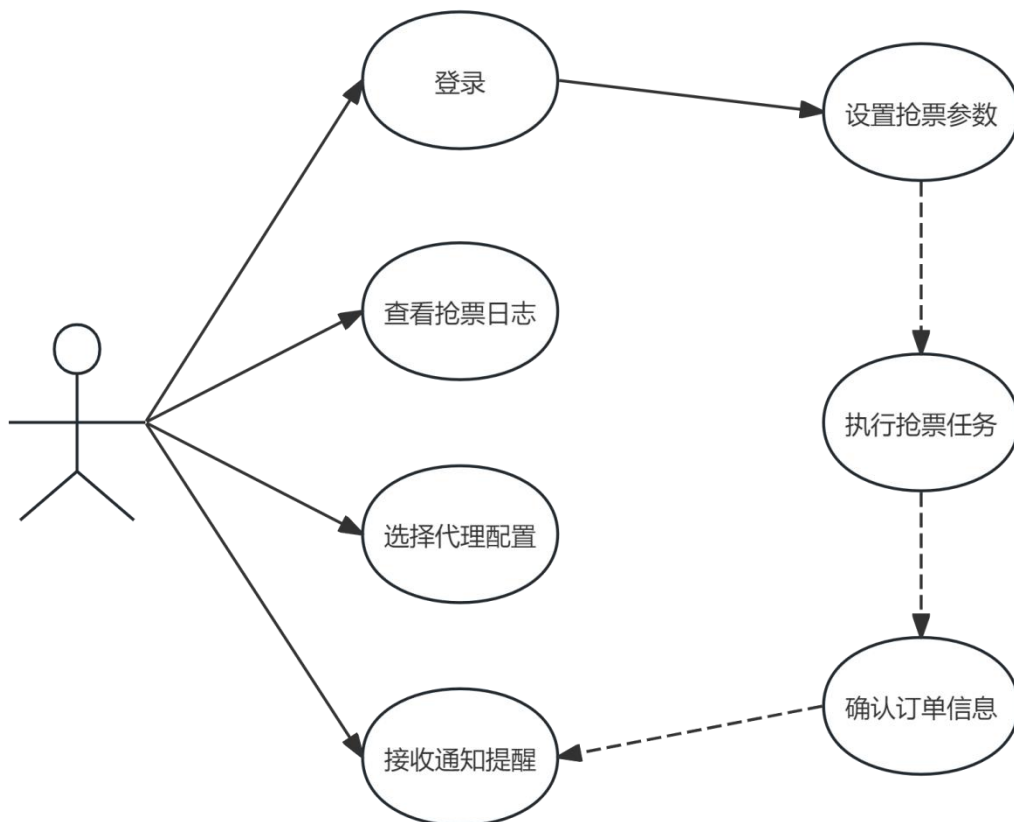 登录
设置抢票参数
查看抢票日志
执行抢票任务
选择代理配置
确认订单信息
接收通知提醒